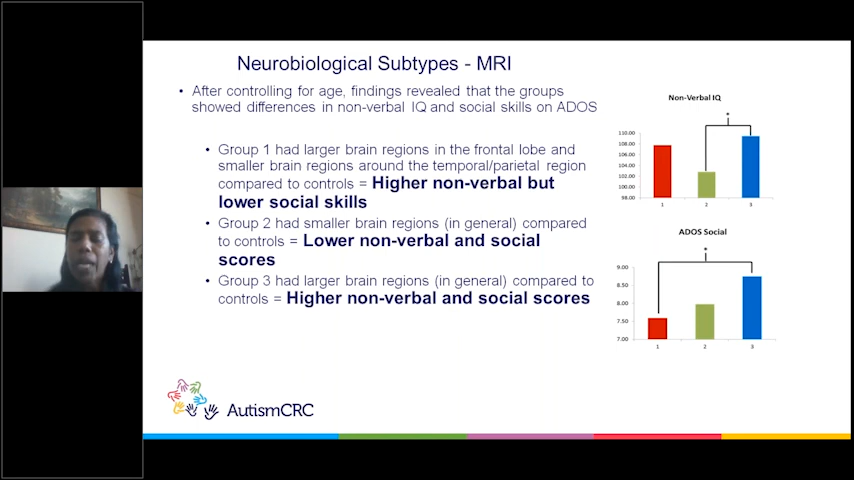 Neurobiological Subtypes - MRI
• After controlling for age, findings revealed that the groups
showed differences in non-verbal IQ and social skills on ADOS
• Group 1 had larger brain regions in the frontal lobe and
smaller brain regions around the temporal/parietal region
compared to controls = Higher non-verbal but
lower social skills
• Group 2 had smaller brain regions (in general) compared
to controls = Lower non-verbal and social
scores
• Group 3 had larger brain regions (in general) compared to
controls = Higher non-verbal and social scores
Non-Verbal IQ
*
110.00
108.00
106.00
104.00
102.00
100.00
98.00
1 2 3
ADOS Social
*
9.00
8.50
8.00
7.50
7.00
1 2 3
AutismCRC